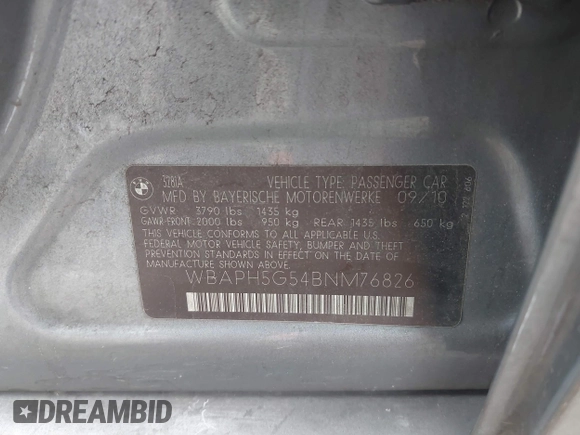 BMW
328IA
VEHICLE TYPE: PASSENGER CAR
MFD BY BAYERISCHE MOTORENWERKE 09/10
GVWR 3790 lbs 1435 kg
GAWR-FRONT: 2000 lbs 950 kg REAR: 1435 lbs 650 kg
THIS VEHICLE CONFORMS TO ALL APPLICABLE U.S.
FEDERAL MOTOR VEHICLE SAFETY, BUMPER AND THEFT
PREVENTION STANDARDS IN EFFECT ON THE DATE
OF MANUFACTURE SHOWN ABOVE
WBAPH5G54BNM76826
DREAMBID